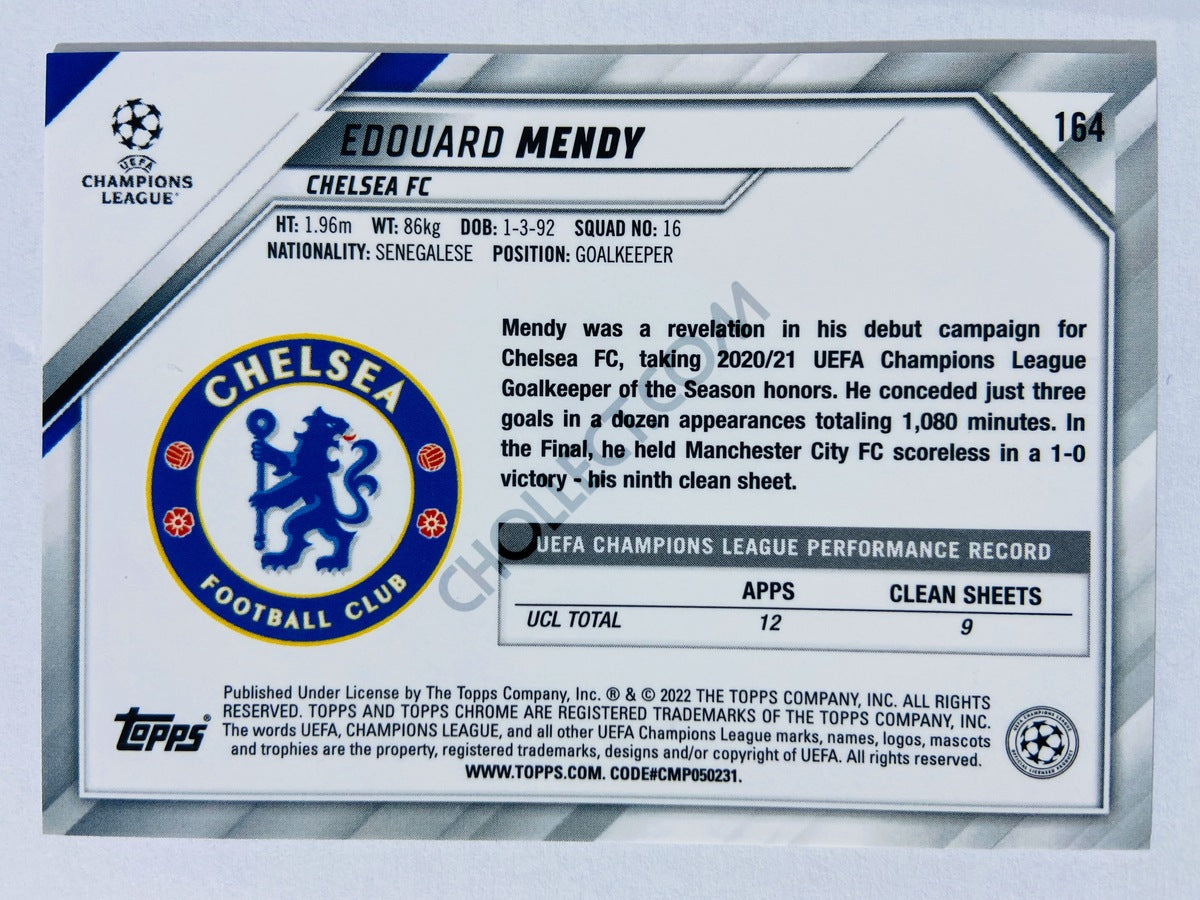 164
EDOUARD MENDY
UEFA
CHAMPIONS
LEAGUE
CHELSEA FC
HT: 1.96m WT: 86kg DOB: 1-3-92 SQUAD NO: 16
NATIONALITY: SENEGALESE POSITION: GOALKEEPER
Mendy was a revelation in his debut campaign for
Chelsea FC, taking 2020/21 UEFA Champions League
Goalkeeper of the Season honors. He conceded just three
goals in a dozen appearances totaling 1,080 minutes. In
the Final, he held Manchester City FC scoreless in a 1-0
victory - his ninth clean sheet.
CHELSEA
FOOTBALL CLUB
UEFA CHAMPIONS LEAGUE PERFORMANCE RECORD
APPS CLEAN SHEETS
UCL TOTAL 12 9
CHOLLECT.COM
Topps®
Published Under License by The Topps Company, Inc. ® & © 2022 THE TOPPS COMPANY, INC. ALL RIGHTS
RESERVED. TOPPS AND TOPPS CHROME ARE REGISTERED TRADEMARKS OF THE TOPPS COMPANY, INC.
The words UEFA, CHAMPIONS LEAGUE, and all other UEFA Champions League marks, names, logos, mascots
and trophies are the property, registered trademarks, designs and/or copyright of UEFA. All rights reserved.
WWW.TOPPS.COM. CODE#CMP050231.
UEFA CHAMPIONS LEAGUE
OFFICIAL LICENSED PRODUCT